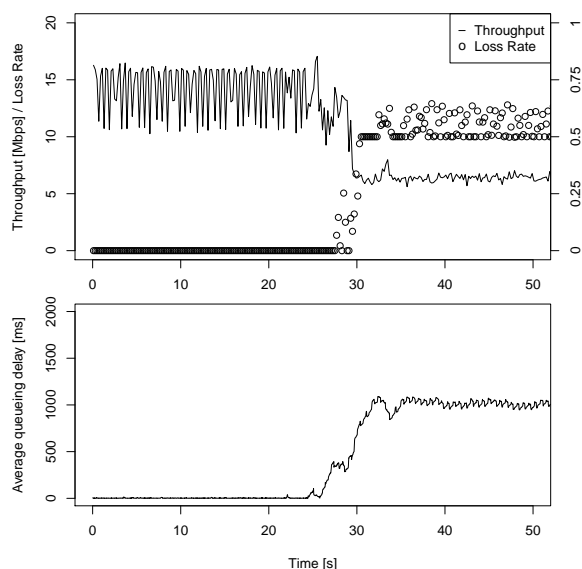 Throughput [Mbps] / Loss Rate
20
15
10
5
0
1
0.75
0.5
0.25
0
– Throughput
o Loss Rate
0 10 20 30 40 50
Average queueing delay [ms]
2000
1500
1000
500
0
0 10 20 30 40 50
Time [s]